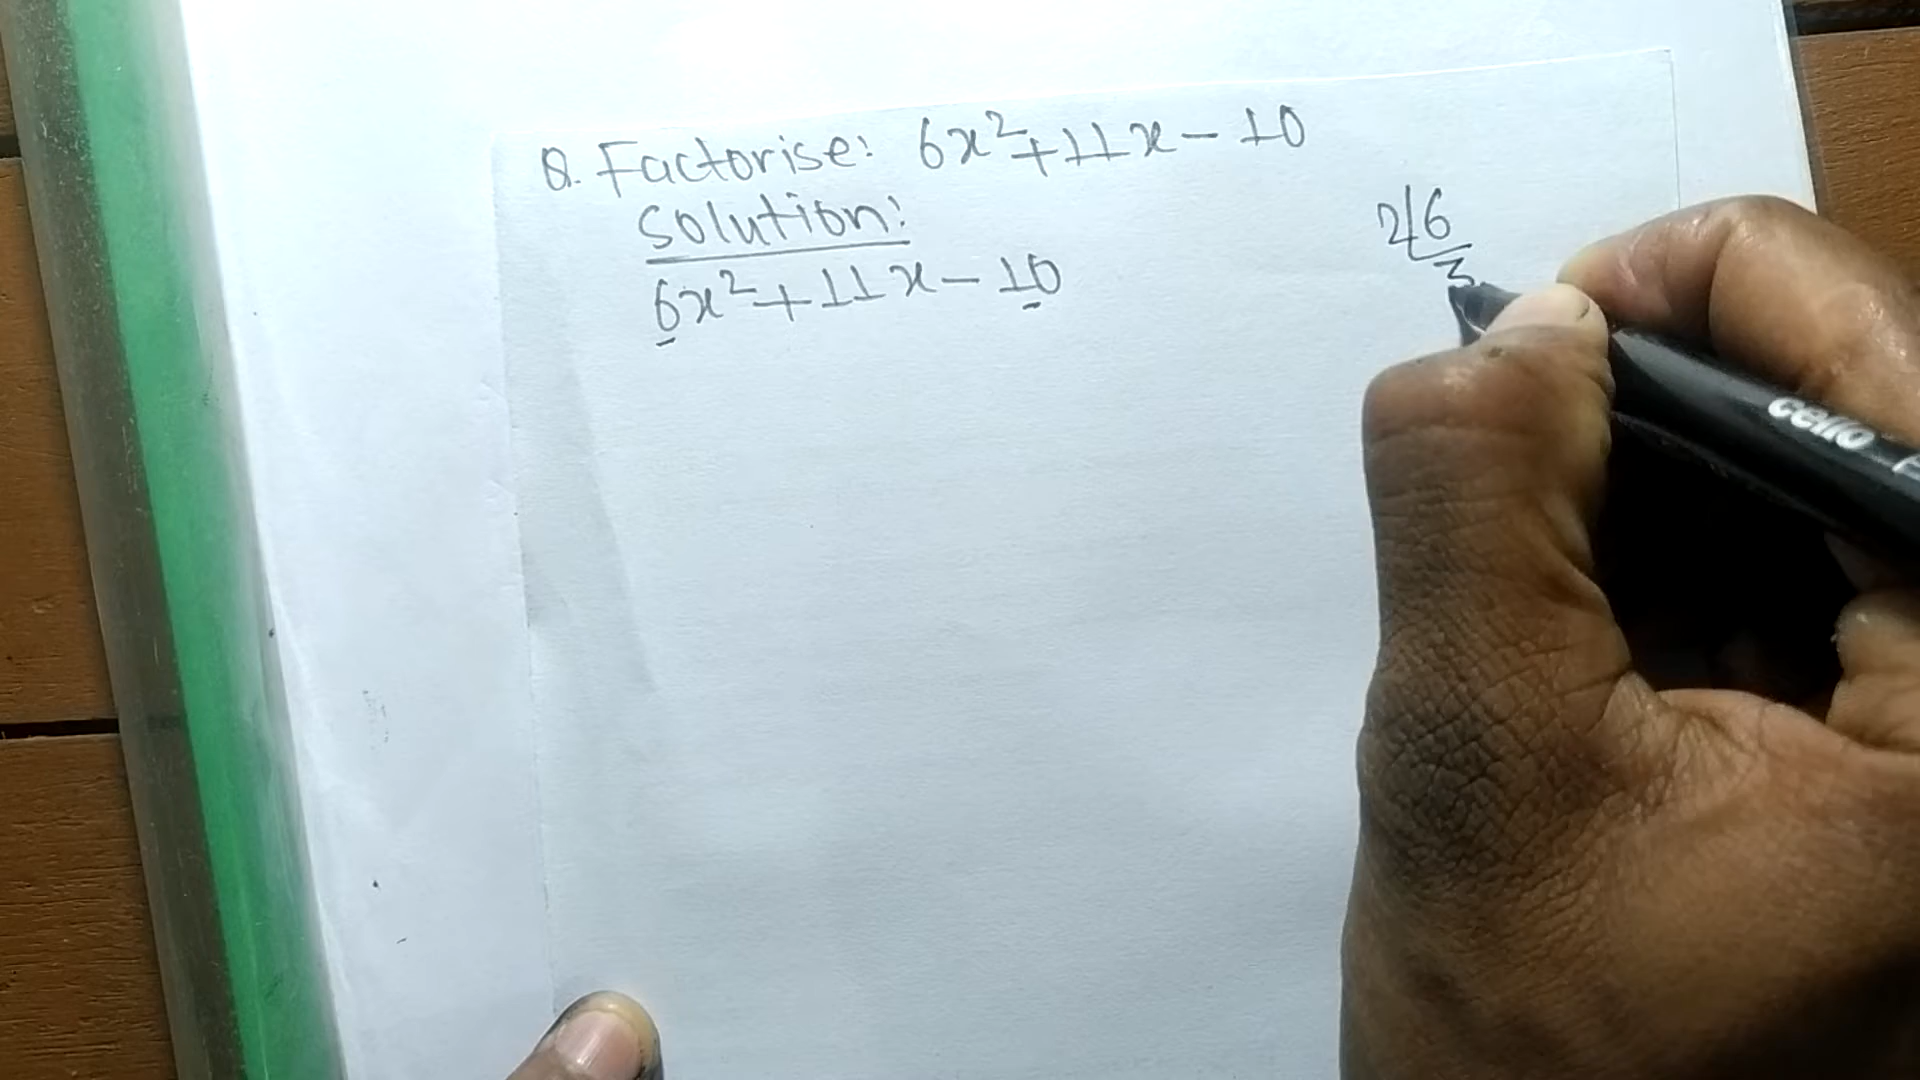 Q. Factorise: 6x²+11x-10
Solution:
6x²+11x-10
2|6
3
cello